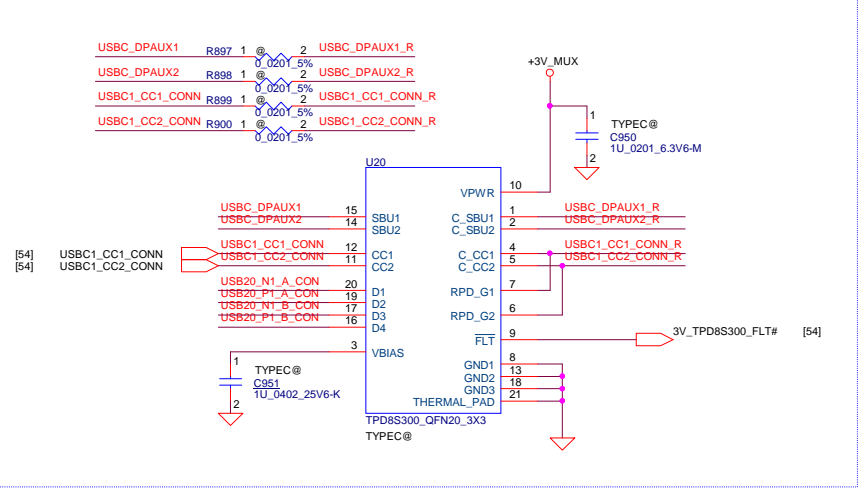 USBC_DPAUX1 R897 1 @ 2 USBC_DPAUX1_R
0_0201_5%
USBC_DPAUX2 R898 1 @ 2 USBC_DPAUX2_R
0_0201_5%
USBC1_CC1_CONN R899 1 @ 2 USBC1_CC1_CONN_R
0_0201_5%
USBC1_CC2_CONN R900 1 @ 2 USBC1_CC2_CONN_R
0_0201_5%
+3V_MUX
1
TYPEC@
C950
1U_0201_6.3V6-M
2
U20
VPWR 10
USBC_DPAUX1 15 SBU1 C_SBU1 1 USBC_DPAUX1_R
USBC_DPAUX2 14 SBU2 C_SBU2 2 USBC_DPAUX2_R
[54] USBC1_CC1_CONN USBC1_CC1_CONN 12 CC1 C_CC1 4 USBC1_CC1_CONN_R
[54] USBC1_CC2_CONN USBC1_CC2_CONN 11 CC2 C_CC2 5 USBC1_CC2_CONN_R
USB20_N1_A_CON 20 D1 RPD_G1 7
USB20_P1_A_CON 19 D2
USB20_N1_B_CON 17 D3 RPD_G2 6
USB20_P1_B_CON 16 D4
FLT 9 3V_TPD8S300_FLT# [54]
3 VBIAS
GND1 8
GND2 13
GND3 18
THERMAL_PAD 21
1
TYPEC@
C951
1U_0402_25V6-K
2
TPD8S300_QFN20_3X3
TYPEC@